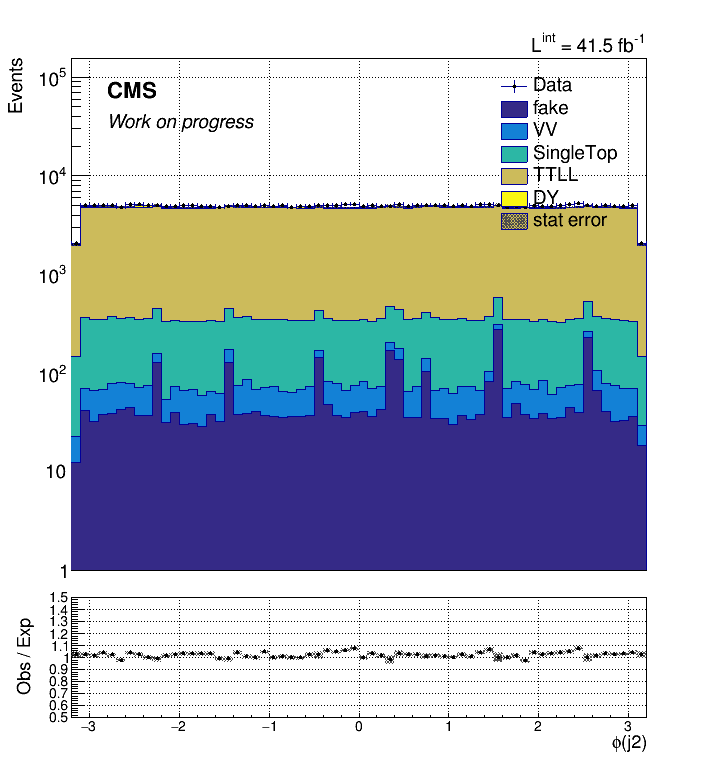 L^int = 41.5 fb^-1
Events
10^5
10^4
10^3
10^2
10
1
CMS
Work on progress
Data
fake
VV
SingleTop
TTLL
DY
stat error
Obs / Exp
1.5
1.4
1.3
1.2
1.1
1
0.9
0.8
0.7
0.6
0.5
−3 −2 −1 0 1 2 3
ϕ(j2)